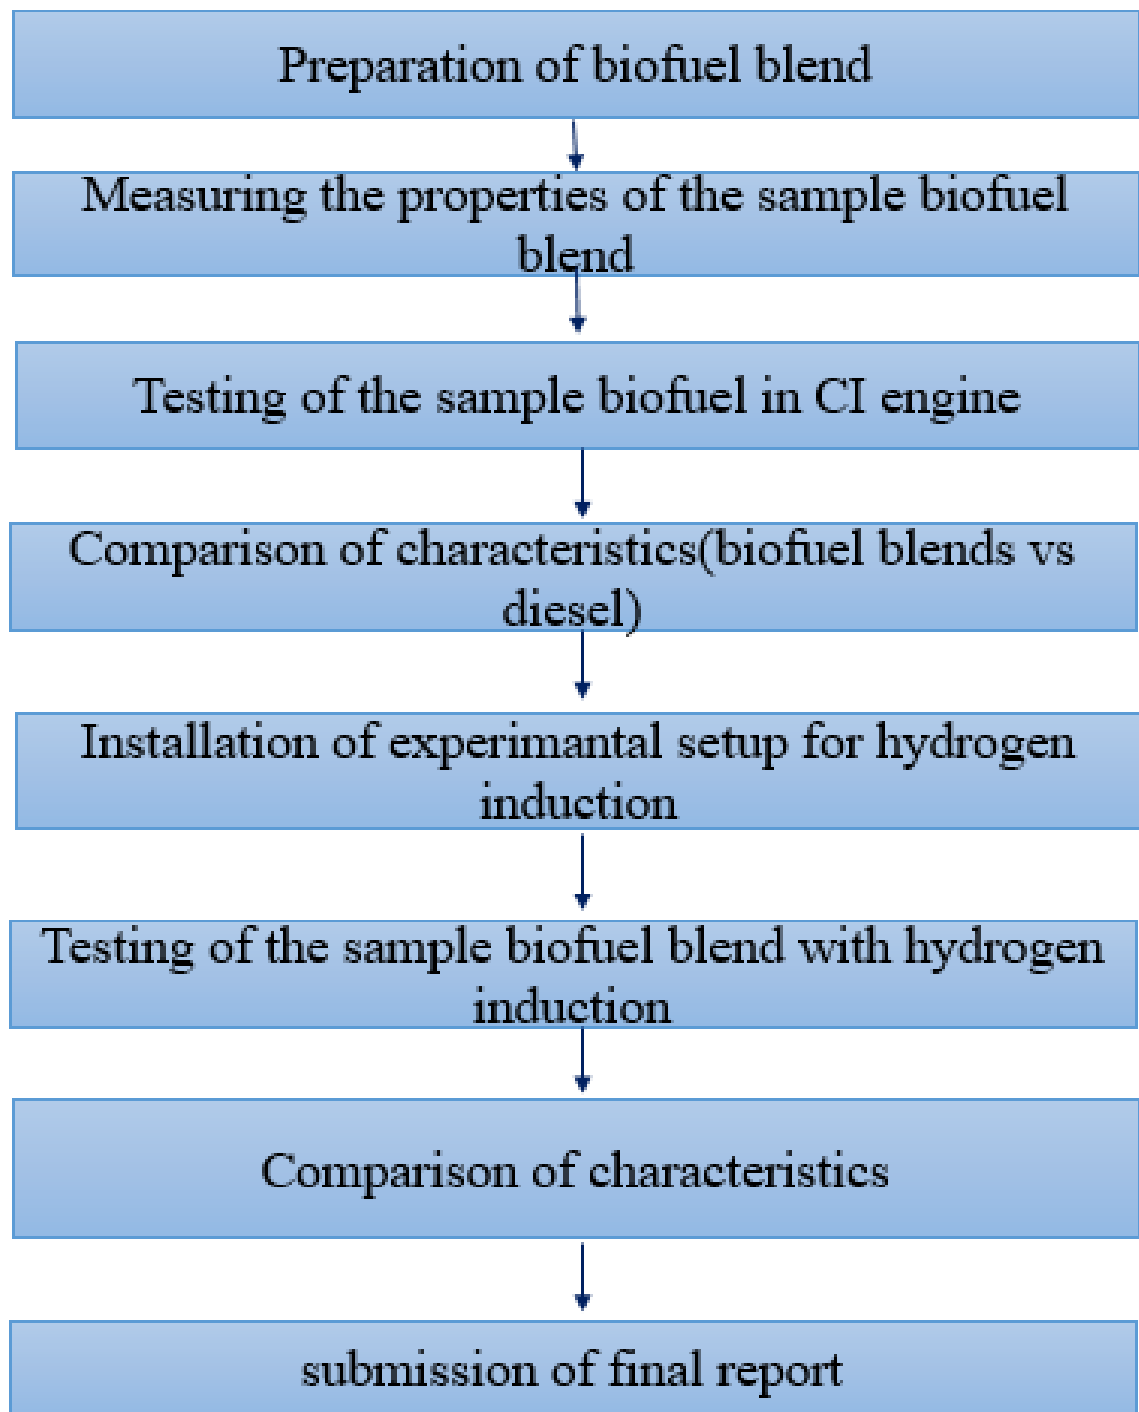 Preparation of biofuel blend
Measuring the properties of the sample biofuel
blend
Testing of the sample biofuel in CI engine
Comparison of characteristics(biofuel blends vs
diesel)
Installation of experimantal setup for hydrogen
induction
Testing of the sample biofuel blend with hydrogen
induction
Comparison of characteristics
submission of final report